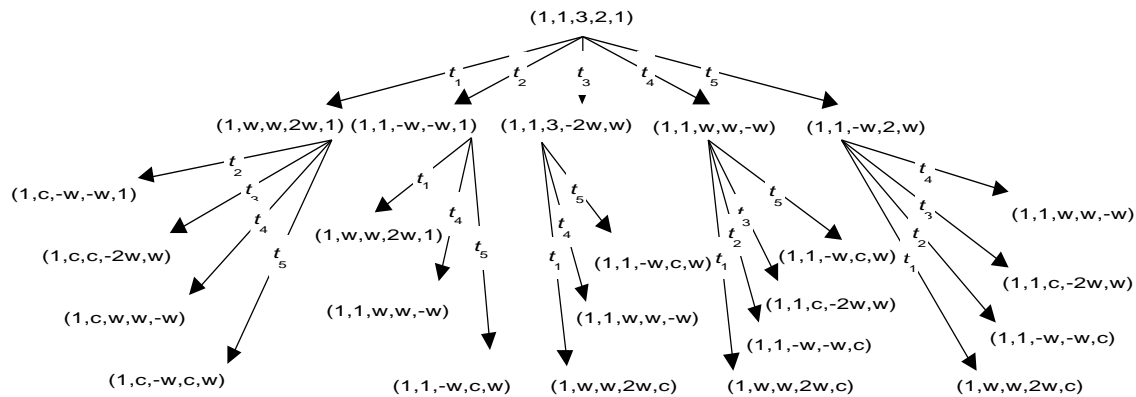 (1,1,3,2,1)
t1 t2 t3 t4 t5
(1,w,w,2w,1) (1,1,-w,-w,1) (1,1,3,-2w,w) (1,1,w,w,-w) (1,1,-w,2,w)
t2 t3 t4 t5
t1 t4 t5
t5 t4 t1
t5 t3 t2 t1
t4 t3 t2 t1
(1,c,-w,-w,1)
(1,c,c,-2w,w)
(1,c,w,w,-w)
(1,c,-w,c,w)
(1,w,w,2w,1)
(1,1,w,w,-w)
(1,1,-w,c,w)
(1,1,-w,c,w)
(1,1,w,w,-w)
(1,w,w,2w,c)
(1,1,-w,c,w)
(1,1,c,-2w,w)
(1,1,-w,-w,c)
(1,w,w,2w,c)
(1,1,w,w,-w)
(1,1,c,-2w,w)
(1,1,-w,-w,c)
(1,w,w,2w,c)